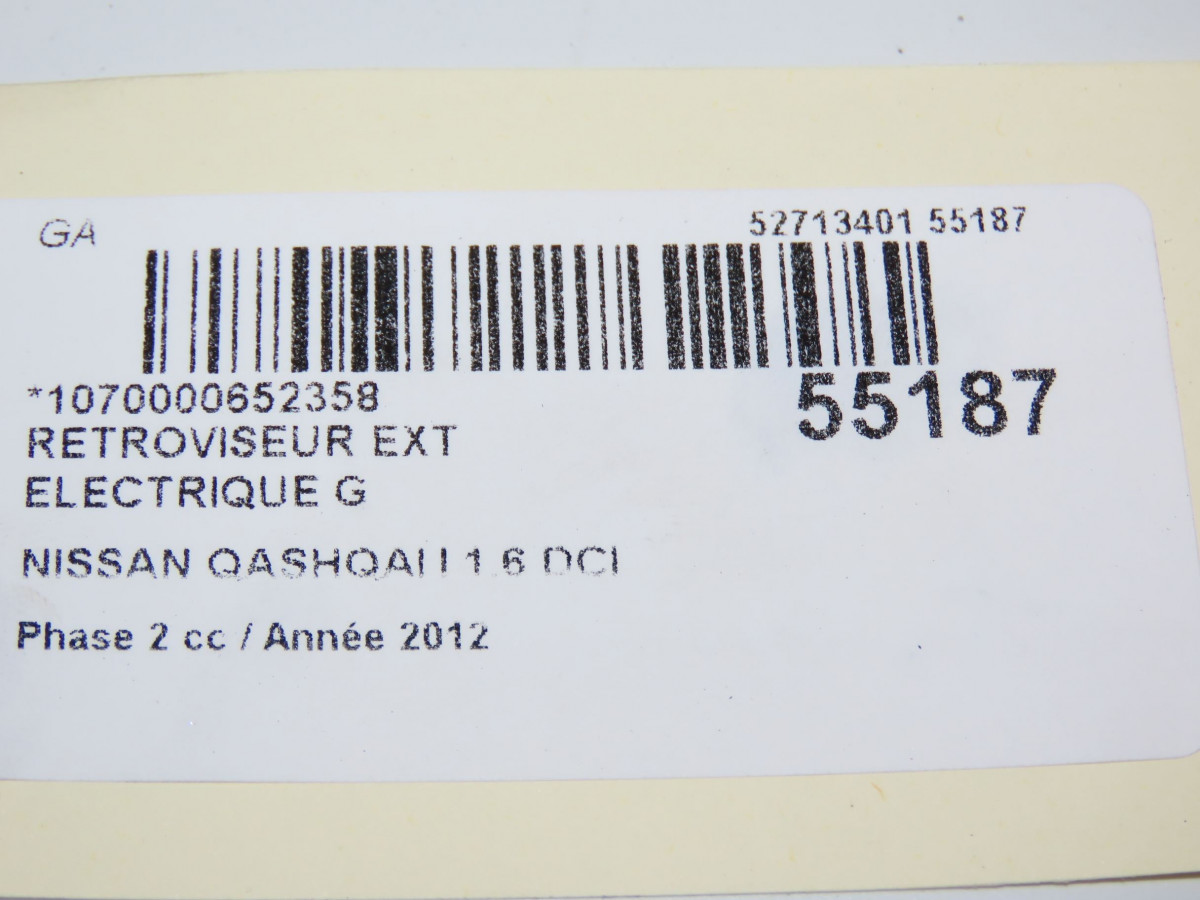 GA
52713401 55187
*1070000652358
55187
RETROVISEUR EXT
ELECTRIQUE G
NISSAN QASHQAI I 1.6 DCI
Phase 2 cc / Année 2012